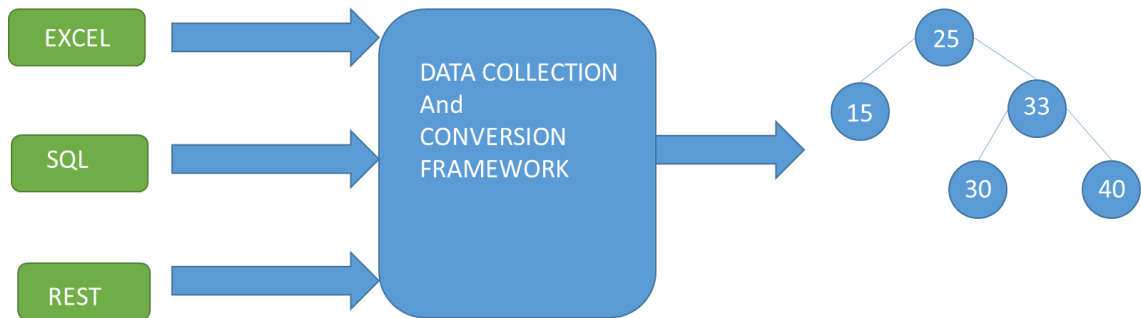 EXCEL
SQL
REST
DATA COLLECTION
And
CONVERSION
FRAMEWORK
25
15
33
30
40